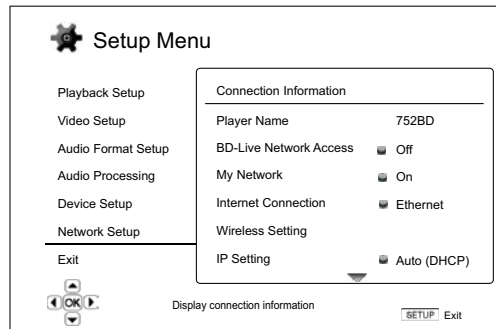 Setup Menu
Playback Setup
Video Setup
Audio Format Setup
Audio Processing
Device Setup
Network Setup
Exit
Connection Information
Player Name 752BD
BD-Live Network Access Off
My Network On
Internet Connection Ethernet
Wireless Setting
IP Setting Auto (DHCP)
OK
Display connection information
SETUP Exit